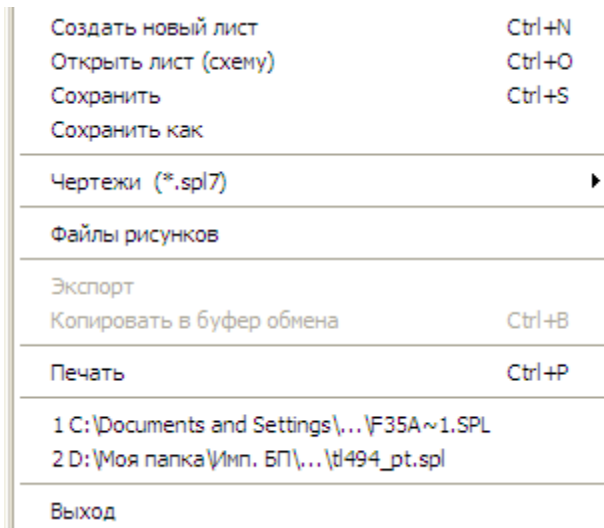 Создать новый лист Ctrl+N
Открыть лист (схему) Ctrl+O
Сохранить Ctrl+S
Сохранить как
Чертежи (*.spl7)
Файлы рисунков
Экспорт
Копировать в буфер обмена Ctrl+B
Печать Ctrl+P
1 C:\Documents and Settings\...\F35A~1.SPL
2 D:\Моя папка\Имп. БП\...\tl494_pt.spl
Выход